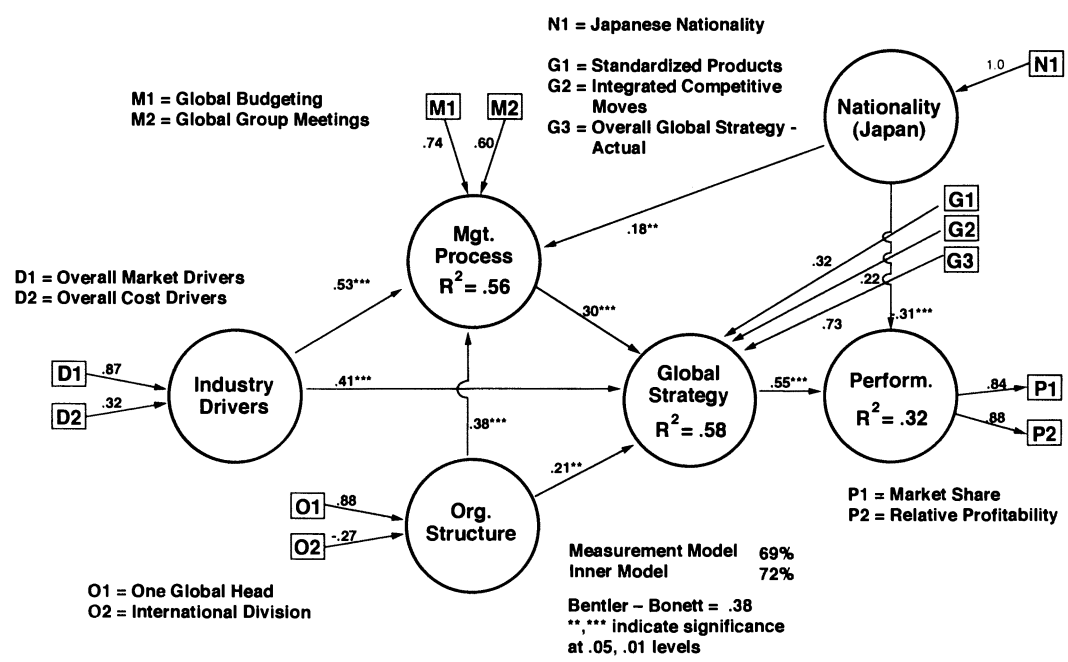 N1 = Japanese Nationality
G1 = Standardized Products
G2 = Integrated Competitive
Moves
G3 = Overall Global Strategy -
Actual
M1 = Global Budgeting
M2 = Global Group Meetings
M1
M2
.74
.60
1.0
N1
Nationality
(Japan)
G1
G2
G3
.18**
.32
.22
.73
-.31***
Mgt.
Process
R² = .56
D1 = Overall Market Drivers
D2 = Overall Cost Drivers
.53***
.30***
D1
.87
D2
.32
Industry
Drivers
.41***
Global
Strategy
R² = .58
.55***
Perform.
R² = .32
.84
P1
.88
P2
.38***
.21**
P1 = Market Share
P2 = Relative Profitability
O1
.88
O2
-.27
Org.
Structure
O1 = One Global Head
O2 = International Division
Measurement Model 69%
Inner Model 72%
Bentler – Bonett = .38
**,*** indicate significance
at .05, .01 levels